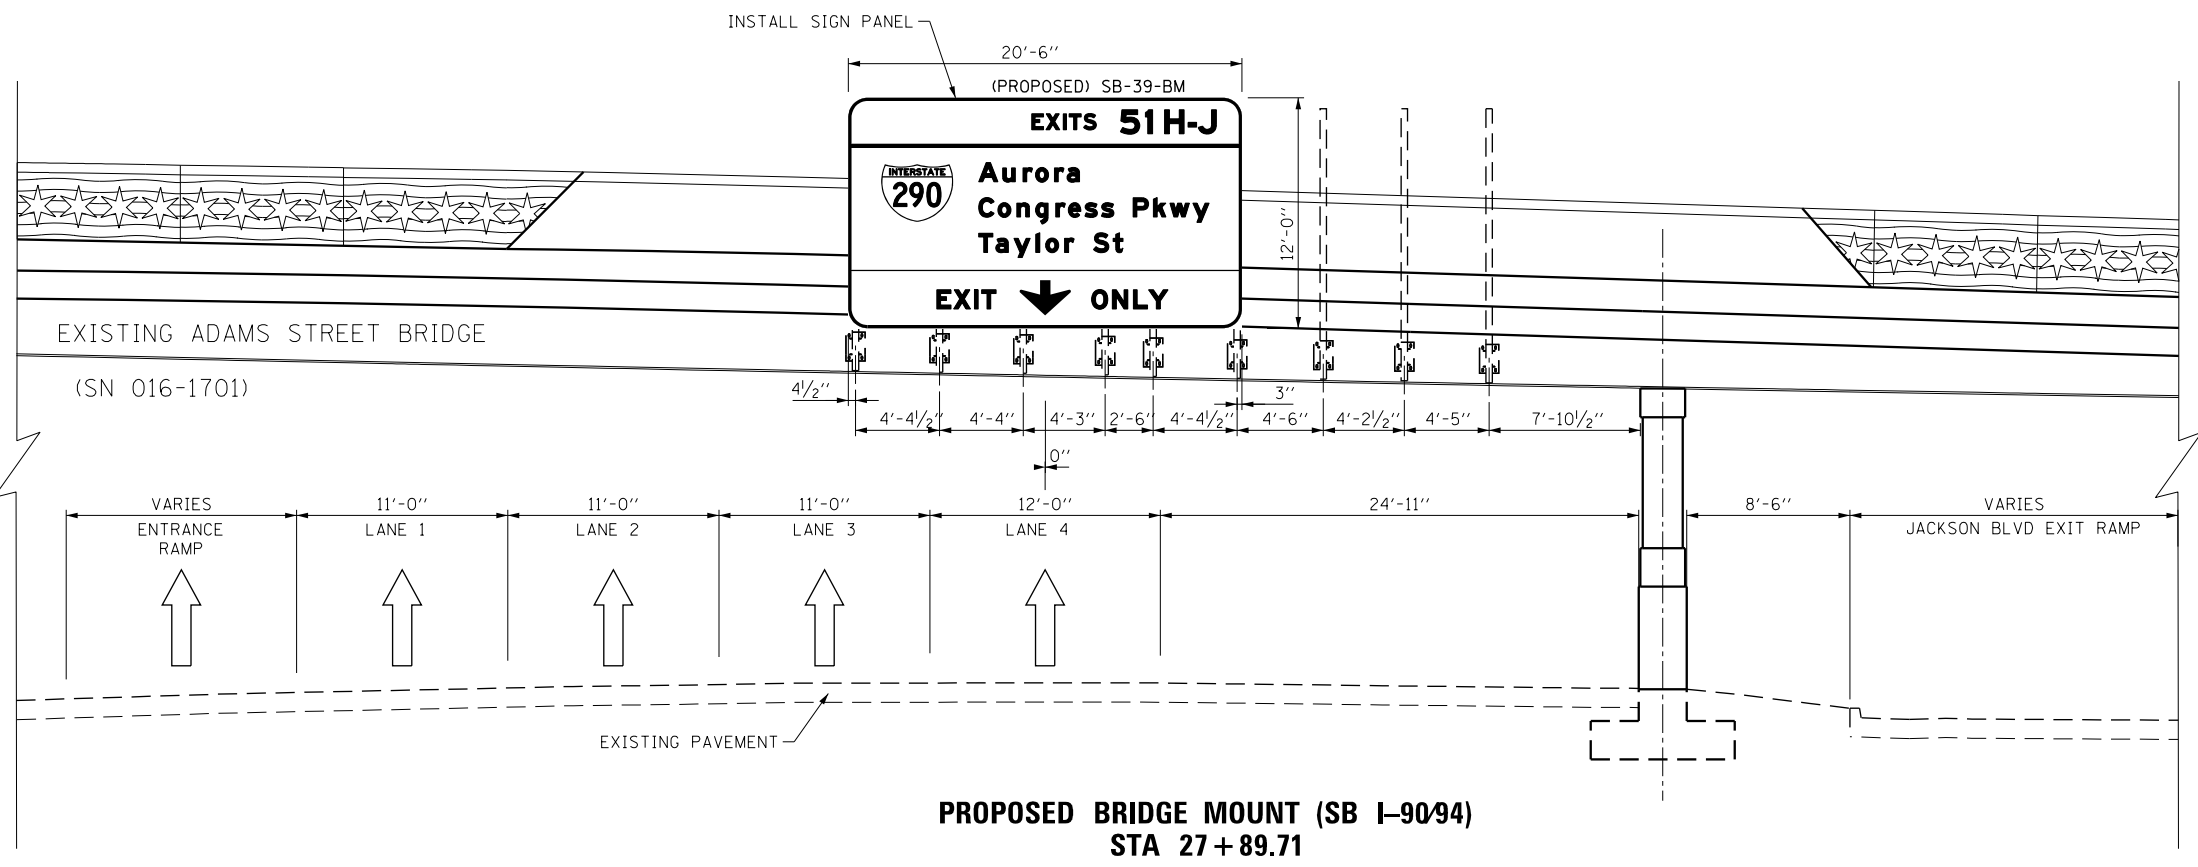 INSTALL SIGN PANEL
20'-6''
(PROPOSED) SB-39-BM
EXITS 51H-J
INTERSTATE
290
Aurora
Congress Pkwy
Taylor St
EXIT ONLY
12'-0''
EXISTING ADAMS STREET BRIDGE
(SN 016-1701)
4½'' 3''
4'-4½'' 4'-4'' 4'-3'' 2'-6'' 4'-4½'' 4'-6'' 4'-2½'' 4'-5'' 7'-10½''
0''
VARIES 11'-0'' 11'-0'' 11'-0'' 12'-0'' 24'-11'' 8'-6'' VARIES
ENTRANCE RAMP LANE 1 LANE 2 LANE 3 LANE 4 JACKSON BLVD EXIT RAMP
EXISTING PAVEMENT
PROPOSED BRIDGE MOUNT (SB I-90/94)
STA 27+89.71